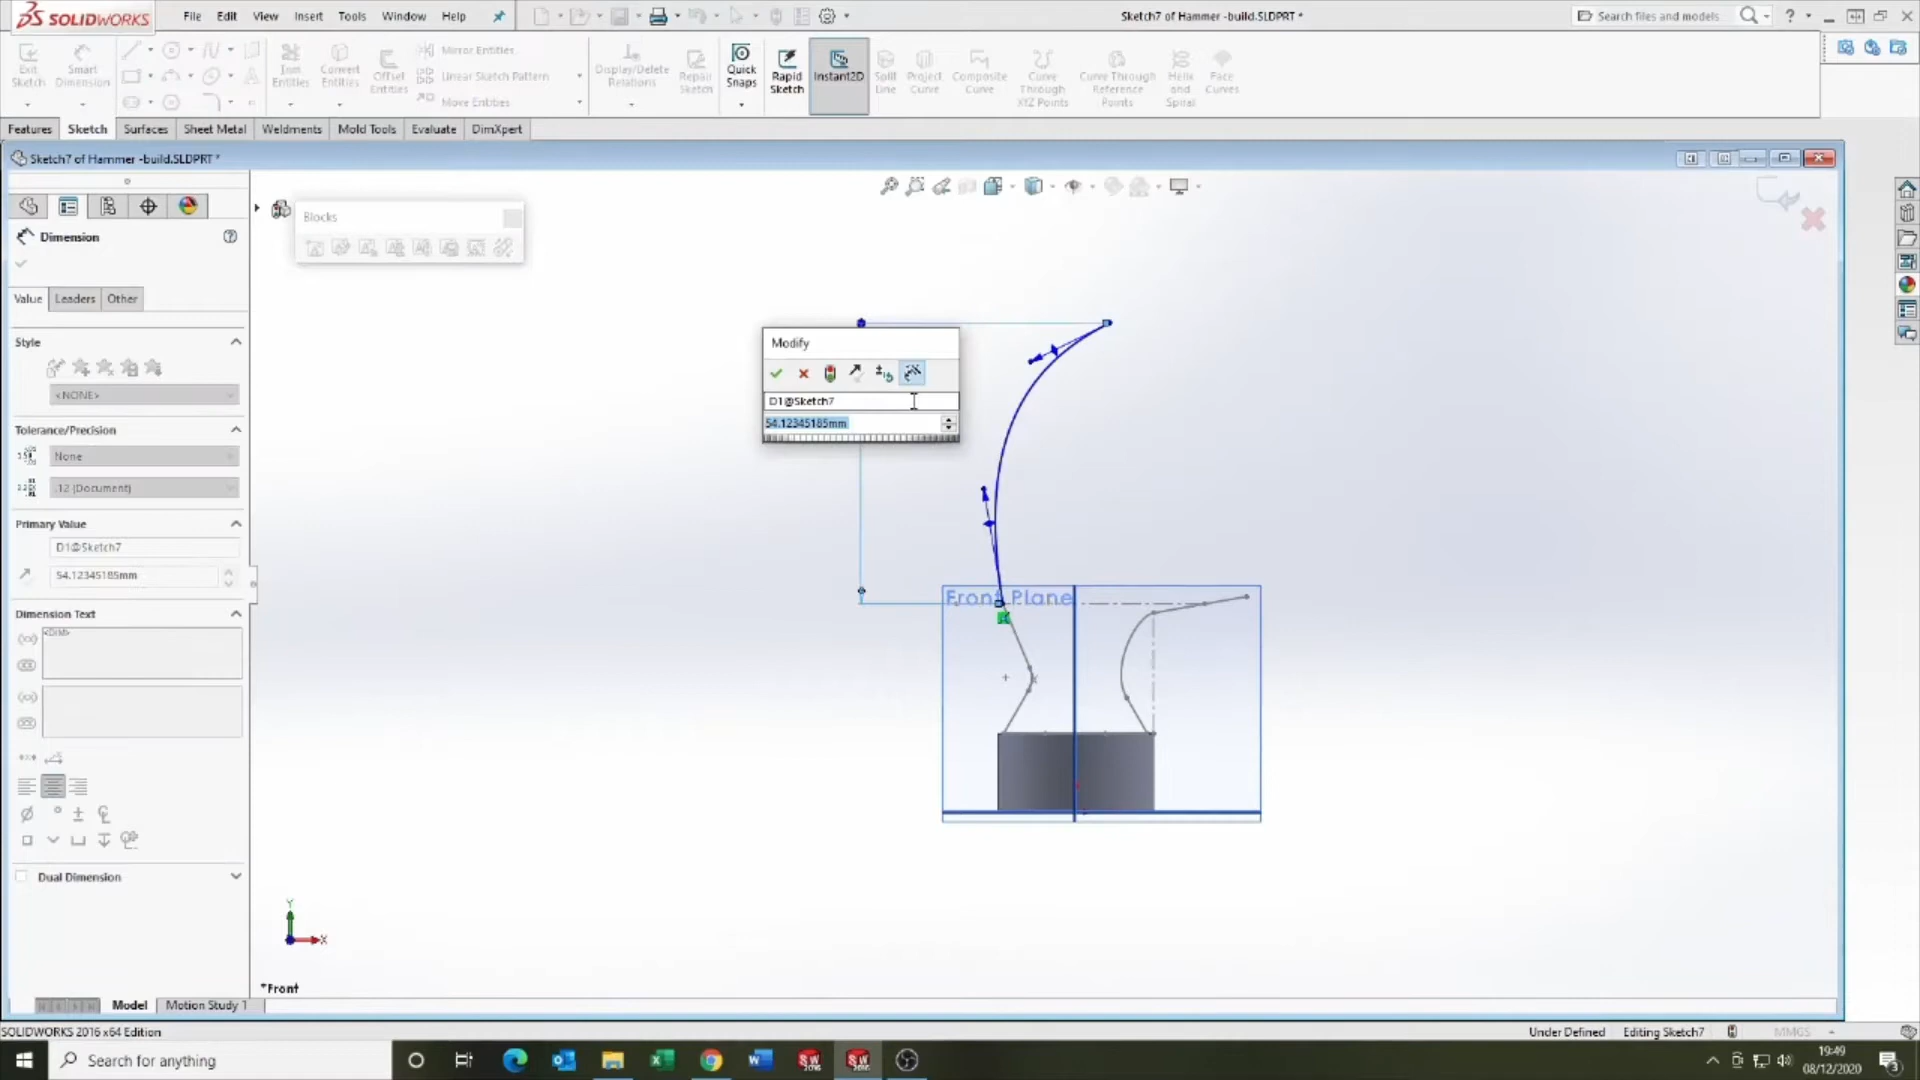 SOLIDWORKS
File Edit View Insert Tools Window Help
Sketch7 of Hammer -build.SLDPRT *
Search files and models
Exit Sketch
Smart Dimension
Trim Entities
Convert Entities
Offset Entities
Mirror Entities
Linear Sketch Pattern
Move Entities
Display/Delete Relations
Repair Sketch
Quick Snaps
Rapid Sketch
Instant2D
Split Line
Project Curve
Composite Curve
Curve Through XYZ Points
Curve Through Reference Points
Helix and Spiral
Face Curves
Features Sketch Surfaces Sheet Metal Weldments Mold Tools Evaluate DimXpert
Sketch7 of Hammer -build.SLDPRT *
Blocks
Dimension
Value Leaders Other
Style
<NONE>
Tolerance/Precision
None
.12 (Document)
Primary Value
D1@Sketch7
54.12345185mm
Dimension Text
<DIM>
Dual Dimension
Modify
D1@Sketch7
54.12345185mm
Front Plane
Y
X
*Front
Model Motion Study 1
SOLIDWORKS 2016 x64 Edition
Under Defined Editing Sketch7 MMGS
Search for anything
19:49
08/12/2020
3